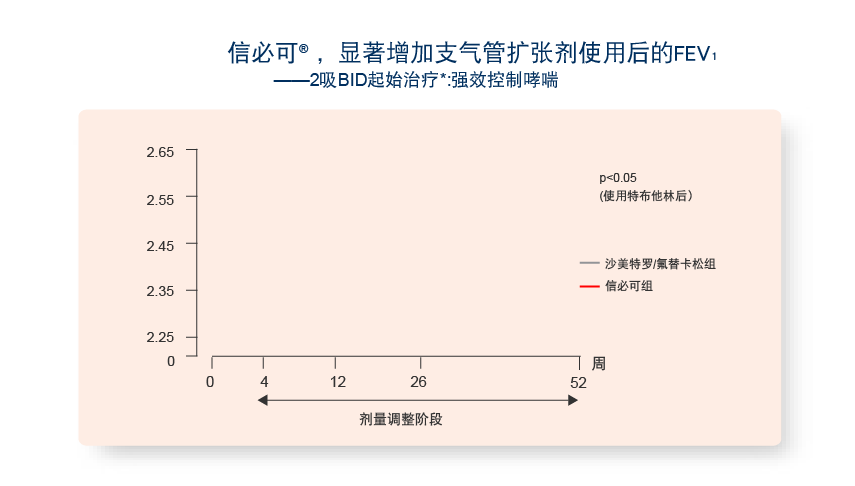 信必可®，显著增加支气管扩张剂使用后的FEV₁
——2吸BID起始治疗*:强效控制哮喘
2.65
2.55
2.45
2.35
2.25
0
p<0.05
(使用特布他林后）
沙美特罗/氟替卡松组
信必可组
0 4 12 26 52 周
剂量调整阶段